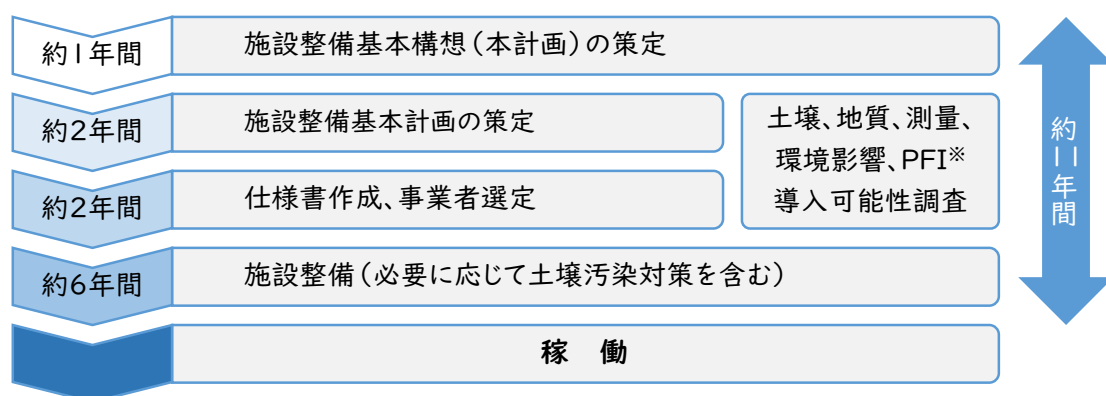 約1年間
施設整備基本構想（本計画）の策定
約2年間
施設整備基本計画の策定
約2年間
仕様書作成、事業者選定
土壌、地質、測量、
環境影響、PFI※
導入可能性調査
約6年間
施設整備（必要に応じて土壌汚染対策を含む）
稼　働
約11年間